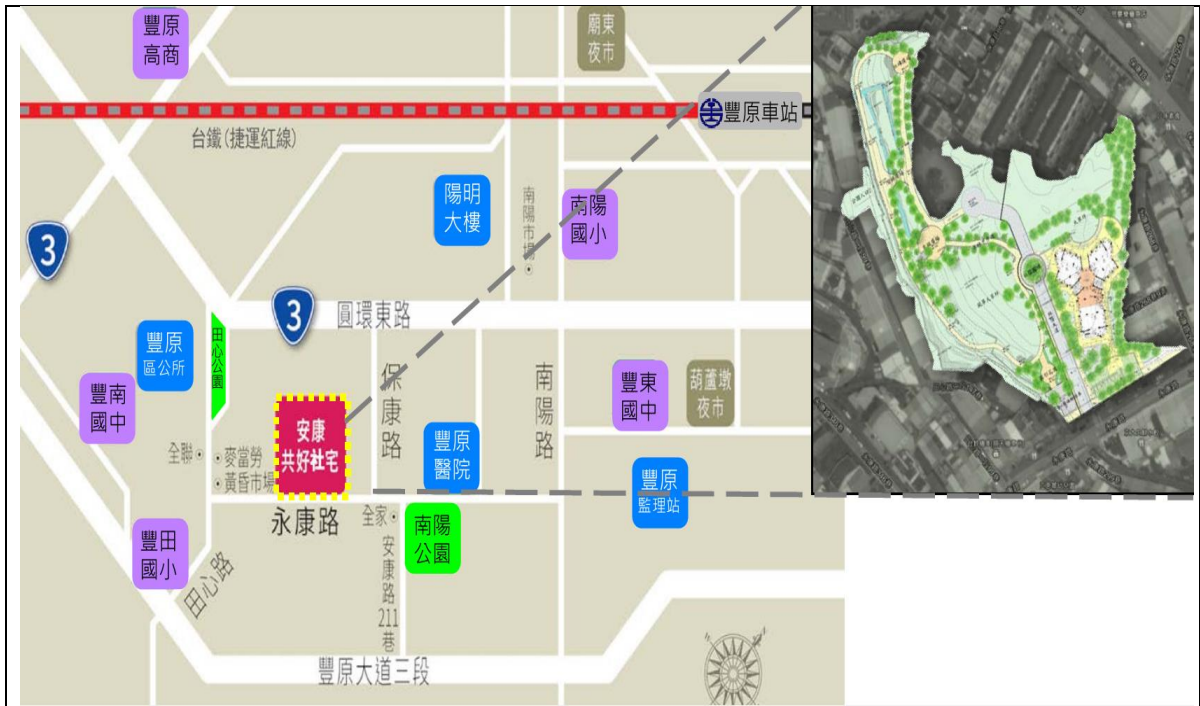 豐原
高商
廟東
夜市
豐原車站
台鐵(捷運紅線)
陽明
大樓
南陽市場
南陽
國小
3
3
圓環東路
豐原
區公所
田心公園
豐南
國中
安康
共好社宅
保康路
南陽路
豐東
國中
葫蘆墩
夜市
全聯
麥當勞
黃昏市場
豐原
醫院
豐原
監理站
永康路
全家
南陽
公園
豐田
國小
田心路
安康路211巷
豐原大道三段